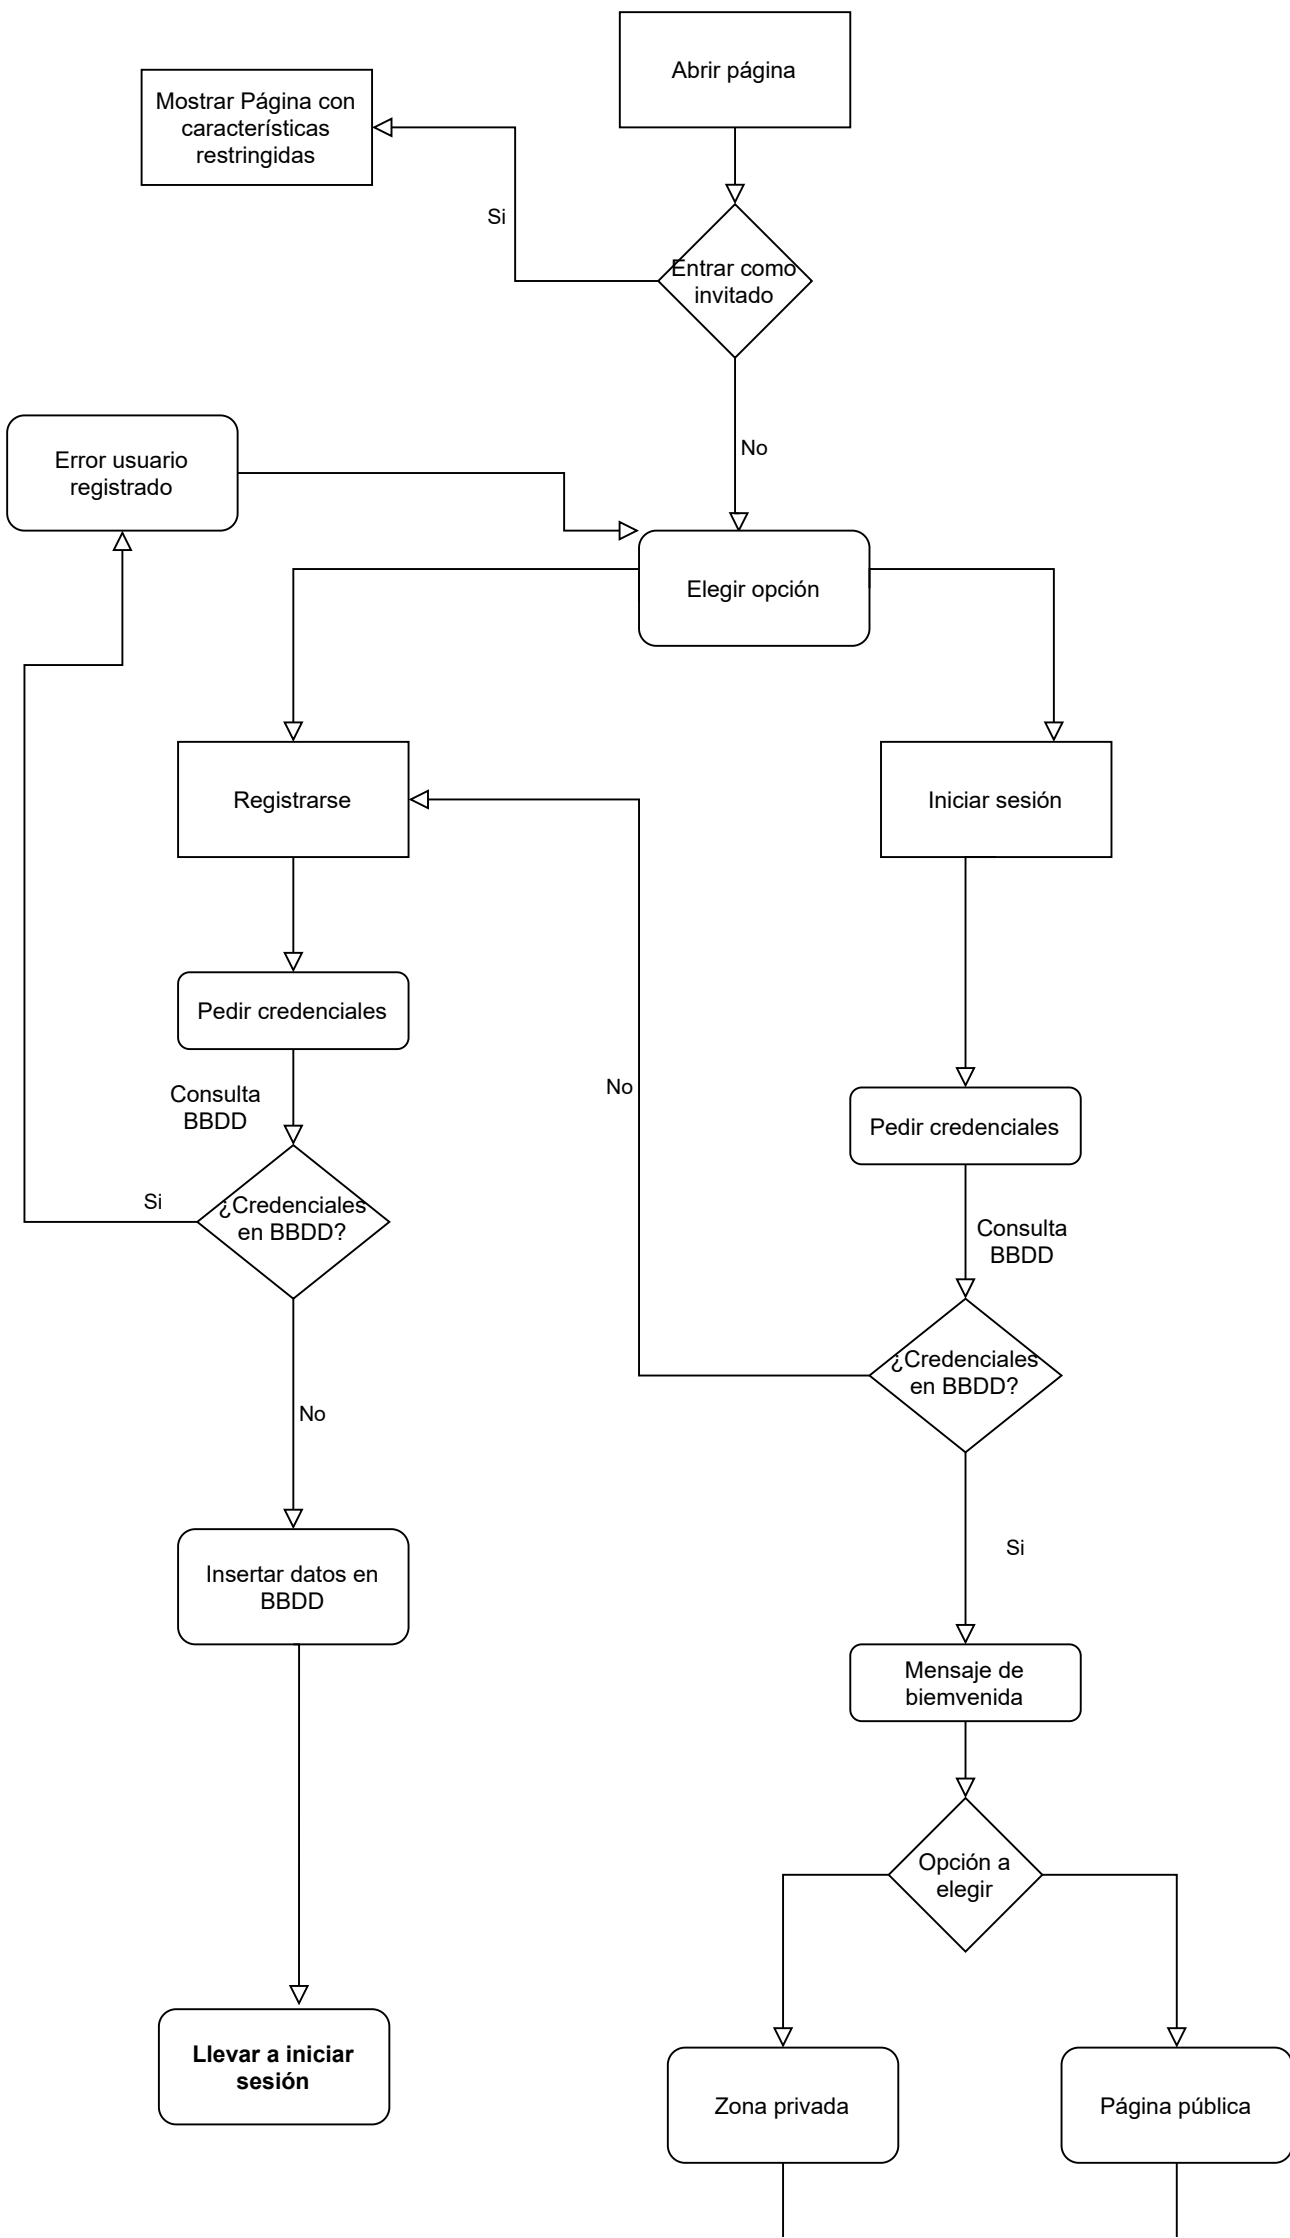 Abrir página
Mostrar Página con
características
restringidas
Si
Entrar como
invitado
No
Error usuario
registrado
Elegir opción
Registrarse
Iniciar sesión
Pedir credenciales
No
Consulta
BBDD
Pedir credenciales
Si
¿Credenciales
en BBDD?
Consulta
BBDD
¿Credenciales
en BBDD?
No
Si
Insertar datos en
BBDD
Mensaje de
biemvenida
Opción a
elegir
Llevar a iniciar
sesión
Zona privada
Página pública